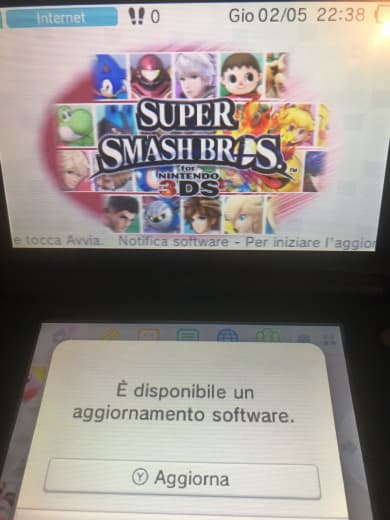 Internet 0 Gio 02/05 22:38
SUPER
SMASH BROS.
for
NINTENDO
3DS
TM
e tocca Avvia. Notifica software - Per iniziare l'aggior
È disponibile un
aggiornamento software.
Y Aggiorna